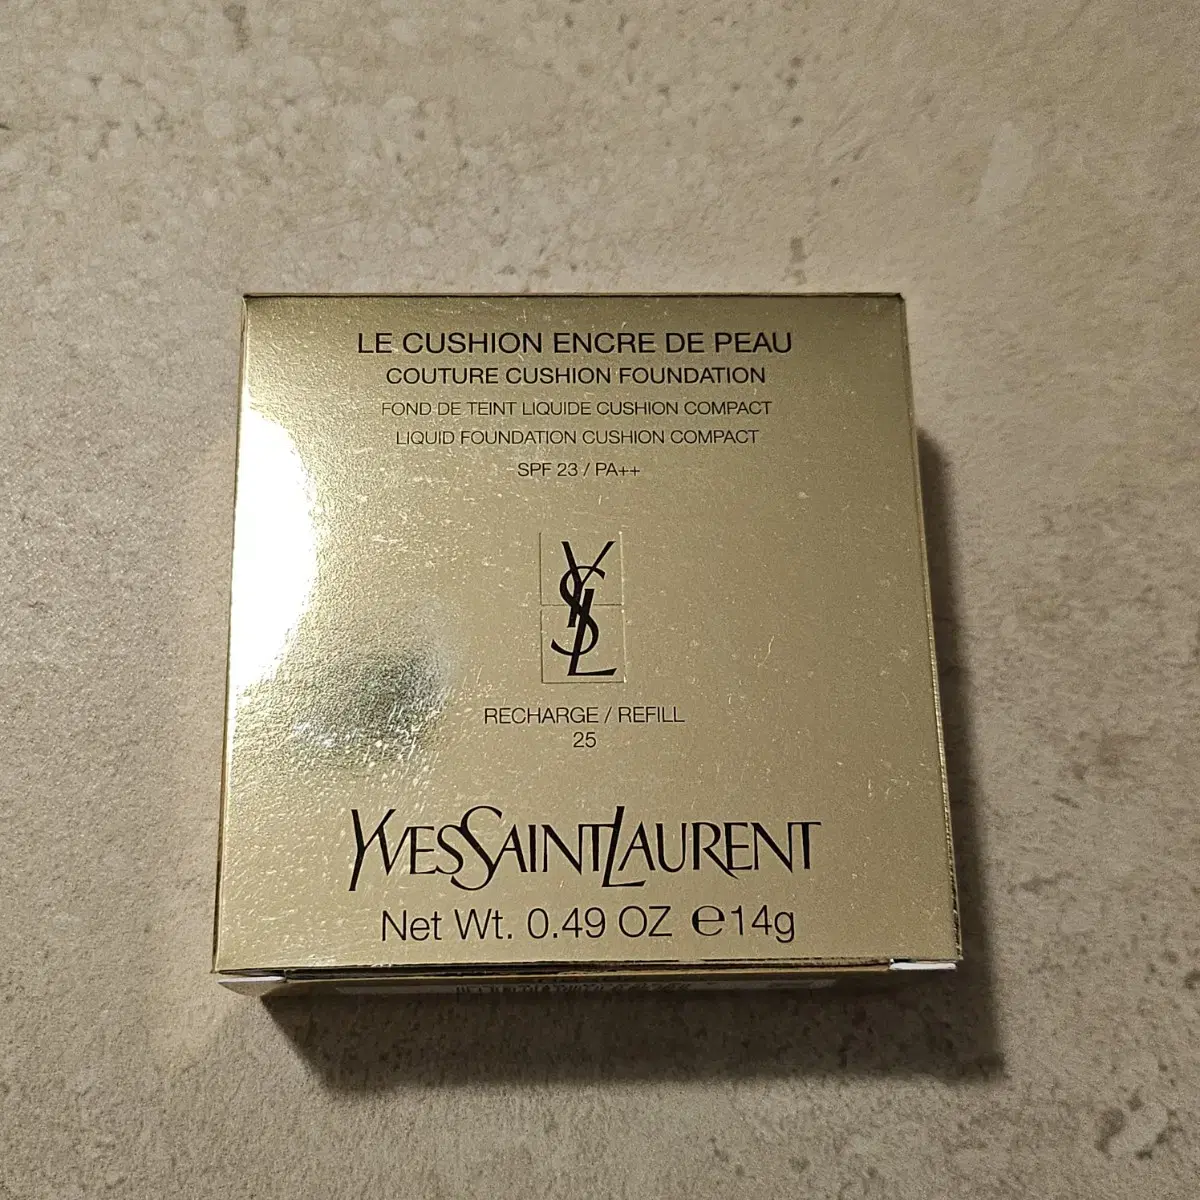 LE CUSHION ENCRE DE PEAU
COUTURE CUSHION FOUNDATION
FOND DE TEINT LIQUIDE CUSHION COMPACT
LIQUID FOUNDATION CUSHION COMPACT
SPF 23 / PA++
YSL
RECHARGE / REFILL
25
YVESSAINTLAURENT
Net Wt. 0.49 OZ ℮14g